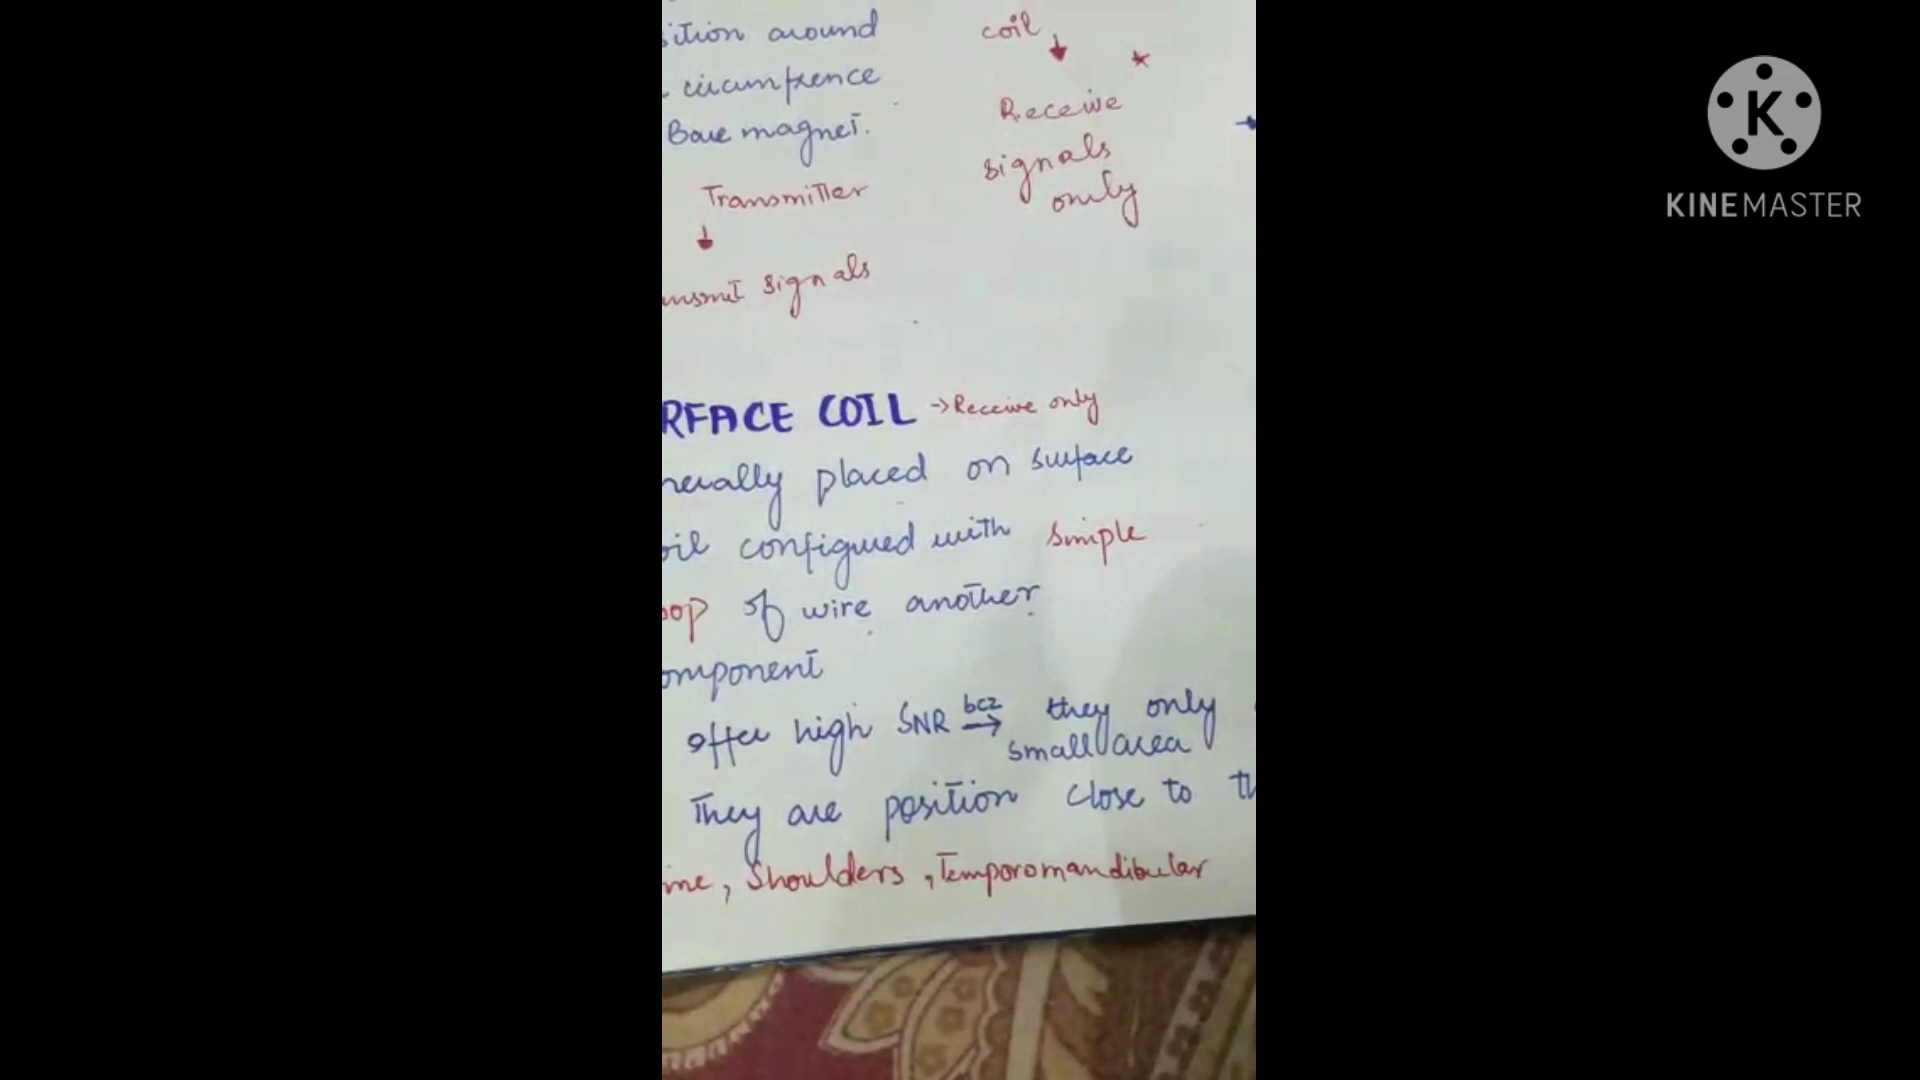 sition around
circumfrence
Bore magnet.
Transmitter
ansmit signals
coil
Receive
signals
only
RFACE COIL → Receive only
nerally placed on surface
oil configured with simple
oop of wire another
omponent
offer high SNR bcz → they only
small area
They are position close to th
ine, Shoulders, Temporomandibular
K
KINEMASTER